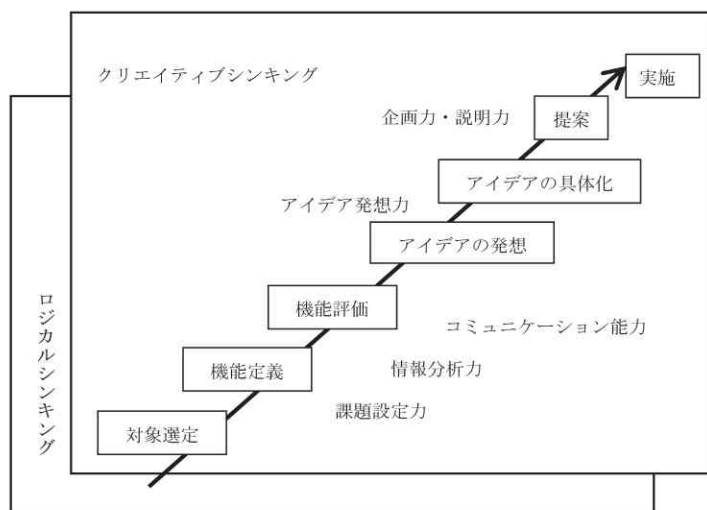 クリエイティブシンキング
実施
企画力・説明力
提案
アイデアの具体化
アイデア発想力
アイデアの発想
機能評価
コミュニケーション能力
機能定義
情報分析力
課題設定力
対象選定
ロジカルシンキング